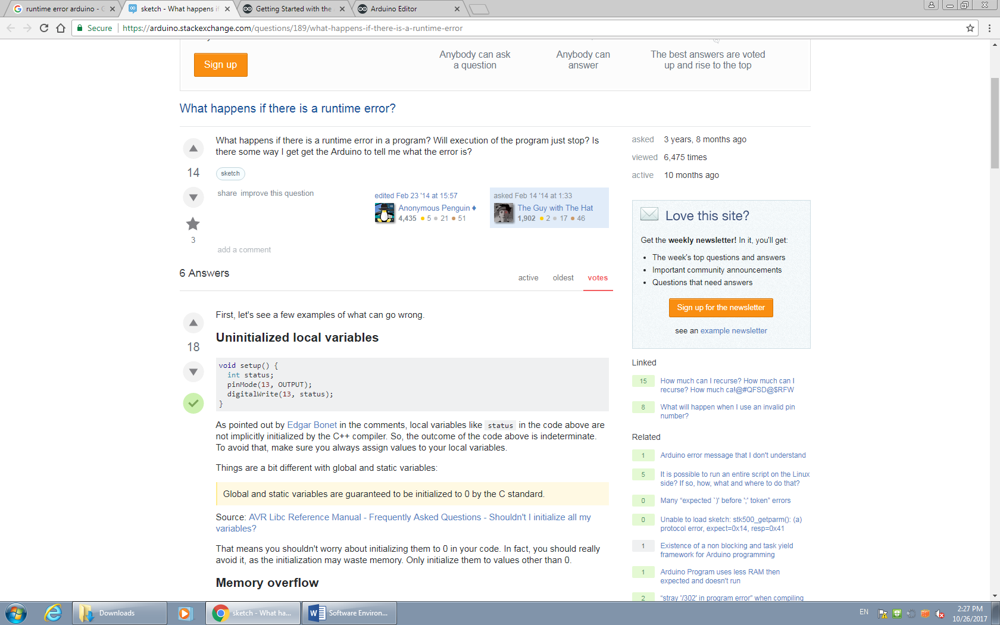 runtime error arduino - G
sketch - What happens if
Getting Started with the
Arduino Editor
Secure
https://arduino.stackexchange.com/questions/189/what-happens-if-there-is-a-runtime-error
Sign up
Anybody can ask
a question
Anybody can
answer
The best answers are voted
up and rise to the top
What happens if there is a runtime error?
What happens if there is a runtime error in a program? Will execution of the program just stop? Is
there some way I get get the Arduino to tell me what the error is?
14
sketch
share improve this question
edited Feb 23 '14 at 15:57
Anonymous Penguin ♦
4,435 ● 5 ● 21 ● 51
asked Feb 14 '14 at 1:33
The Guy with The Hat
1,902 ● 2 ● 17 ● 46
3
add a comment
asked 3 years, 8 months ago
viewed 6,475 times
active 10 months ago
6 Answers
active oldest votes
First, let's see a few examples of what can go wrong.
Uninitialized local variables
18
void setup() {
int status;
pinMode(13, OUTPUT);
digitalWrite(13, status);
}
As pointed out by Edgar Bonet in the comments, local variables like status in the code above are
not implicitly initialized by the C++ compiler. So, the outcome of the code above is indeterminate.
To avoid that, make sure you always assign values to your local variables.
Things are a bit different with global and static variables:
Global and static variables are guaranteed to be initialized to 0 by the C standard.
Source: AVR Libc Reference Manual - Frequently Asked Questions - Shouldn't I initialize all my
variables?
That means you shouldn't worry about initializing them to 0 in your code. In fact, you should really
avoid it, as the initialization may waste memory. Only initialize them to values other than 0.
Memory overflow
Love this site?
Get the weekly newsletter! In it, you'll get:
• The week's top questions and answers
• Important community announcements
• Questions that need answers
Sign up for the newsletter
see an example newsletter
Linked
15 How much can I recurse? How much can I
recurse? How much ca!@#QFSD@$RFW
8 What will happen when I use an invalid pin
number?
Related
1 Arduino error message that I don't understand
5 It is possible to run an entire script on the Linux
side? If so, how, what and where to do that?
0 Many “expected `)' before ';' token” errors
0 Unable to load sketch: stk500_getparm(): (a)
protocol error, expect=0x14, resp=0x41
1 Existence of a non blocking and task yield
framework for Arduino programming
1 Arduino Program uses less RAM then
expected and doesn't run
2 “stray '/302' in program error” when compiling
Downloads
sketch - What ha...
W
Software Environ...
EN
2:27 PM
10/26/2017